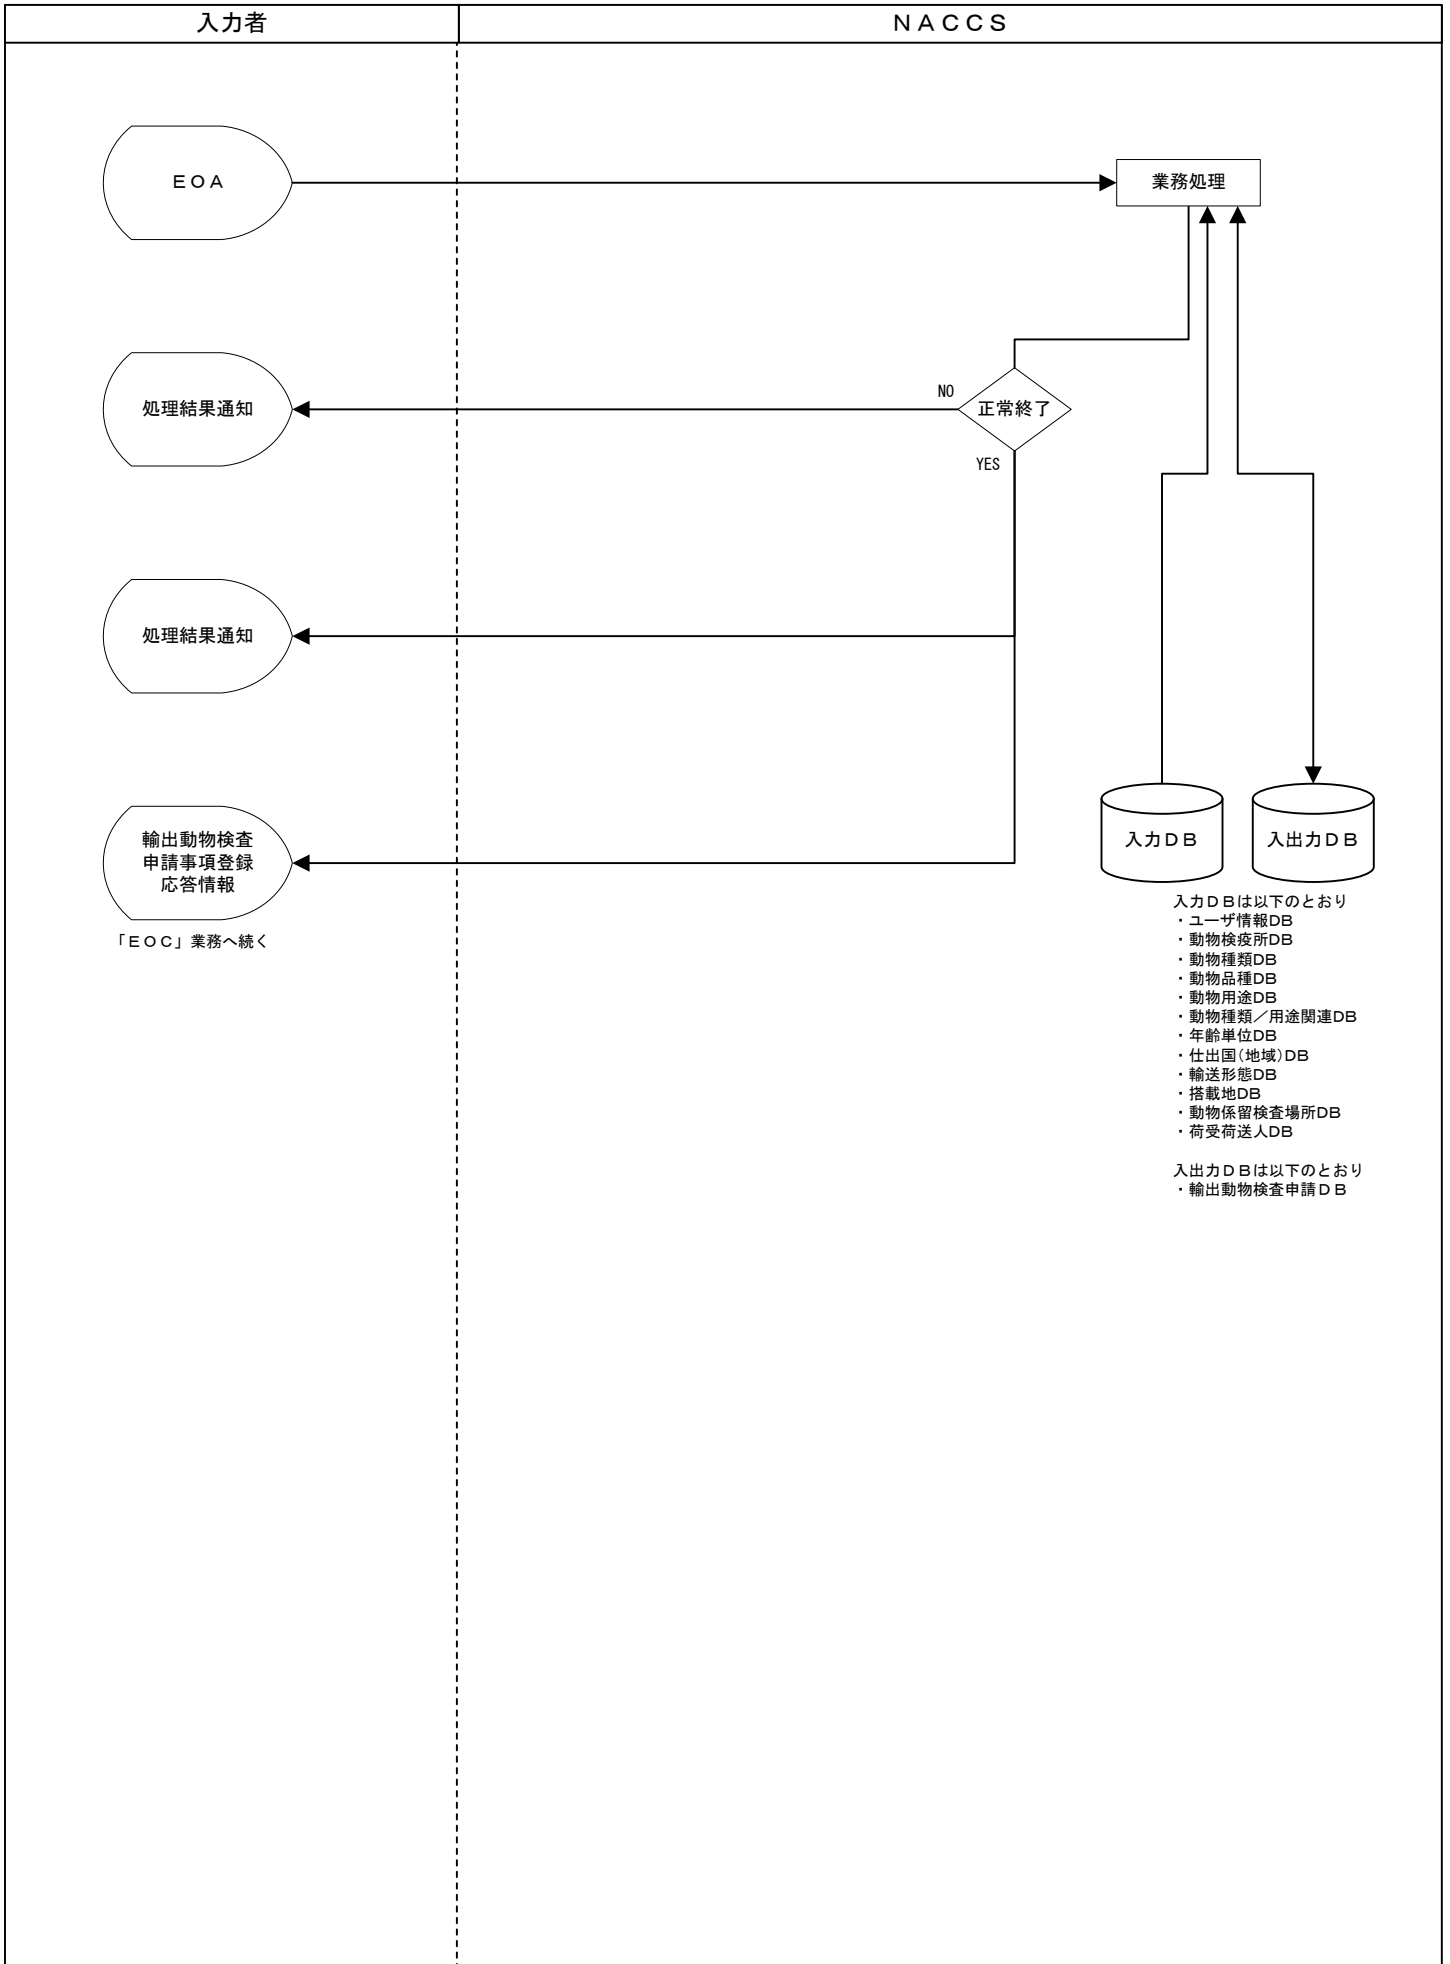 入力者
ＮＡＣＣＳ
ＥＯＡ
業務処理
処理結果通知
NO
正常終了
YES
処理結果通知
輸出動物検査
申請事項登録
応答情報
「ＥＯＣ」業務へ続く
入力ＤＢ
入出力ＤＢ
入力ＤＢは以下のとおり
・ユーザ情報DB
・動物検疫所DB
・動物種類DB
・動物品種DB
・動物用途DB
・動物種類／用途関連DB
・年齢単位DB
・仕出国(地域)DB
・輸送形態DB
・搭載地DB
・動物係留検査場所DB
・荷受荷送人DB
入出力ＤＢは以下のとおり
・輸出動物検査申請ＤＢ